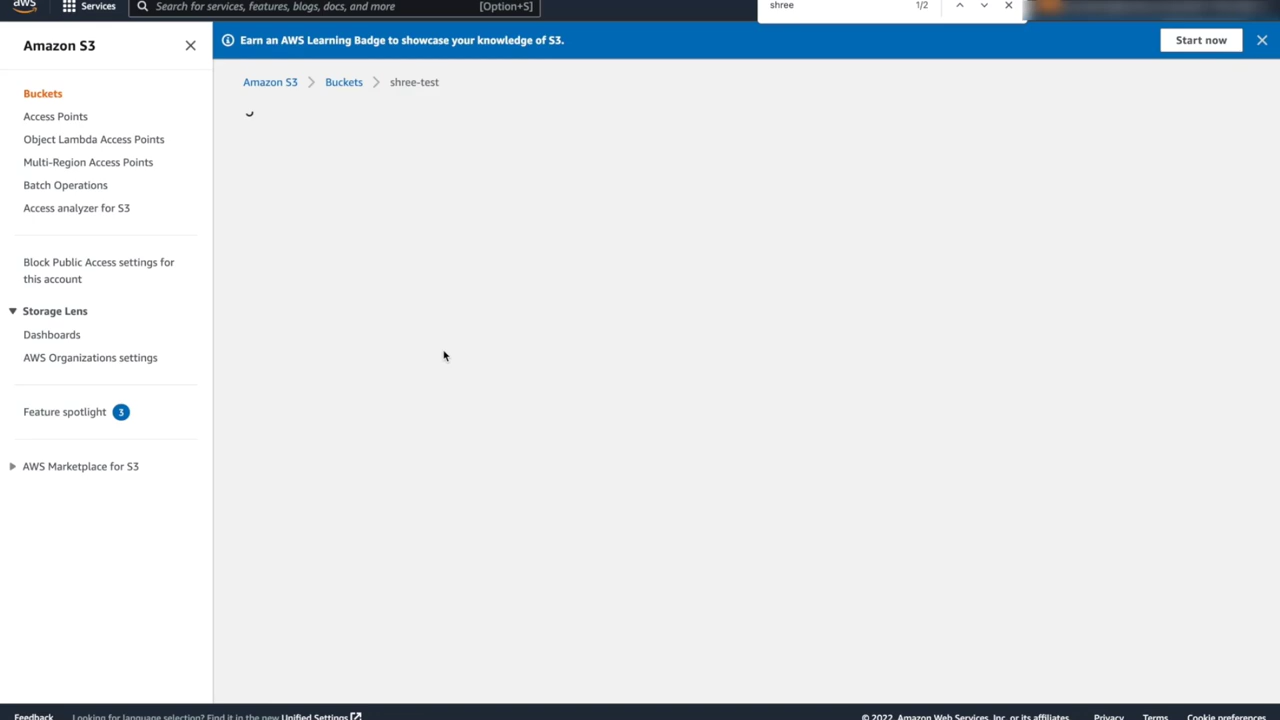 aws
Services
Search for services, features, blogs, docs, and more
[Option+S]
shree
1/2
Amazon S3
Earn an AWS Learning Badge to showcase your knowledge of S3.
Start now
Amazon S3
Buckets
shree-test
Buckets
Access Points
Object Lambda Access Points
Multi-Region Access Points
Batch Operations
Access analyzer for S3
Block Public Access settings for
this account
Storage Lens
Dashboards
AWS Organizations settings
Feature spotlight 3
AWS Marketplace for S3
Feedback
Looking for language selection? Find it in the new Unified Settings
© 2022, Amazon Web Services, Inc. or its affiliates.
Privacy
Terms
Cookie preferences